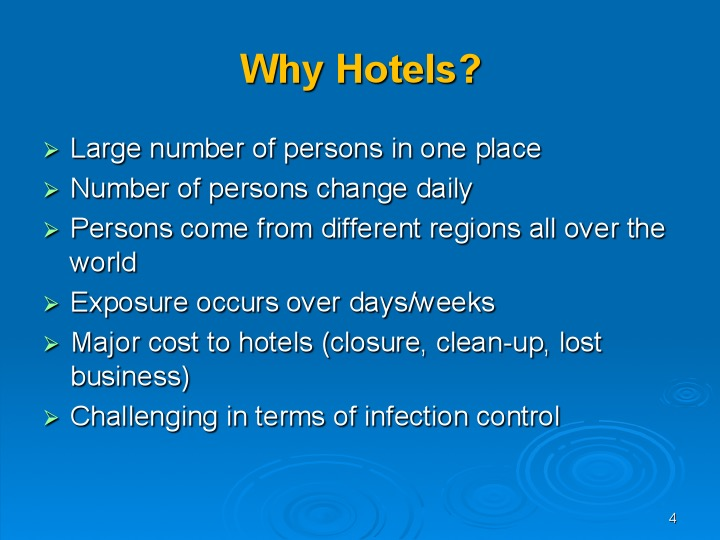 Why Hotels?
Large number of persons in one place
Number of persons change daily
Persons come from different regions all over the
world
Exposure occurs over days/weeks
Major cost to hotels (closure, clean-up, lost
business)
Challenging in terms of infection control
4